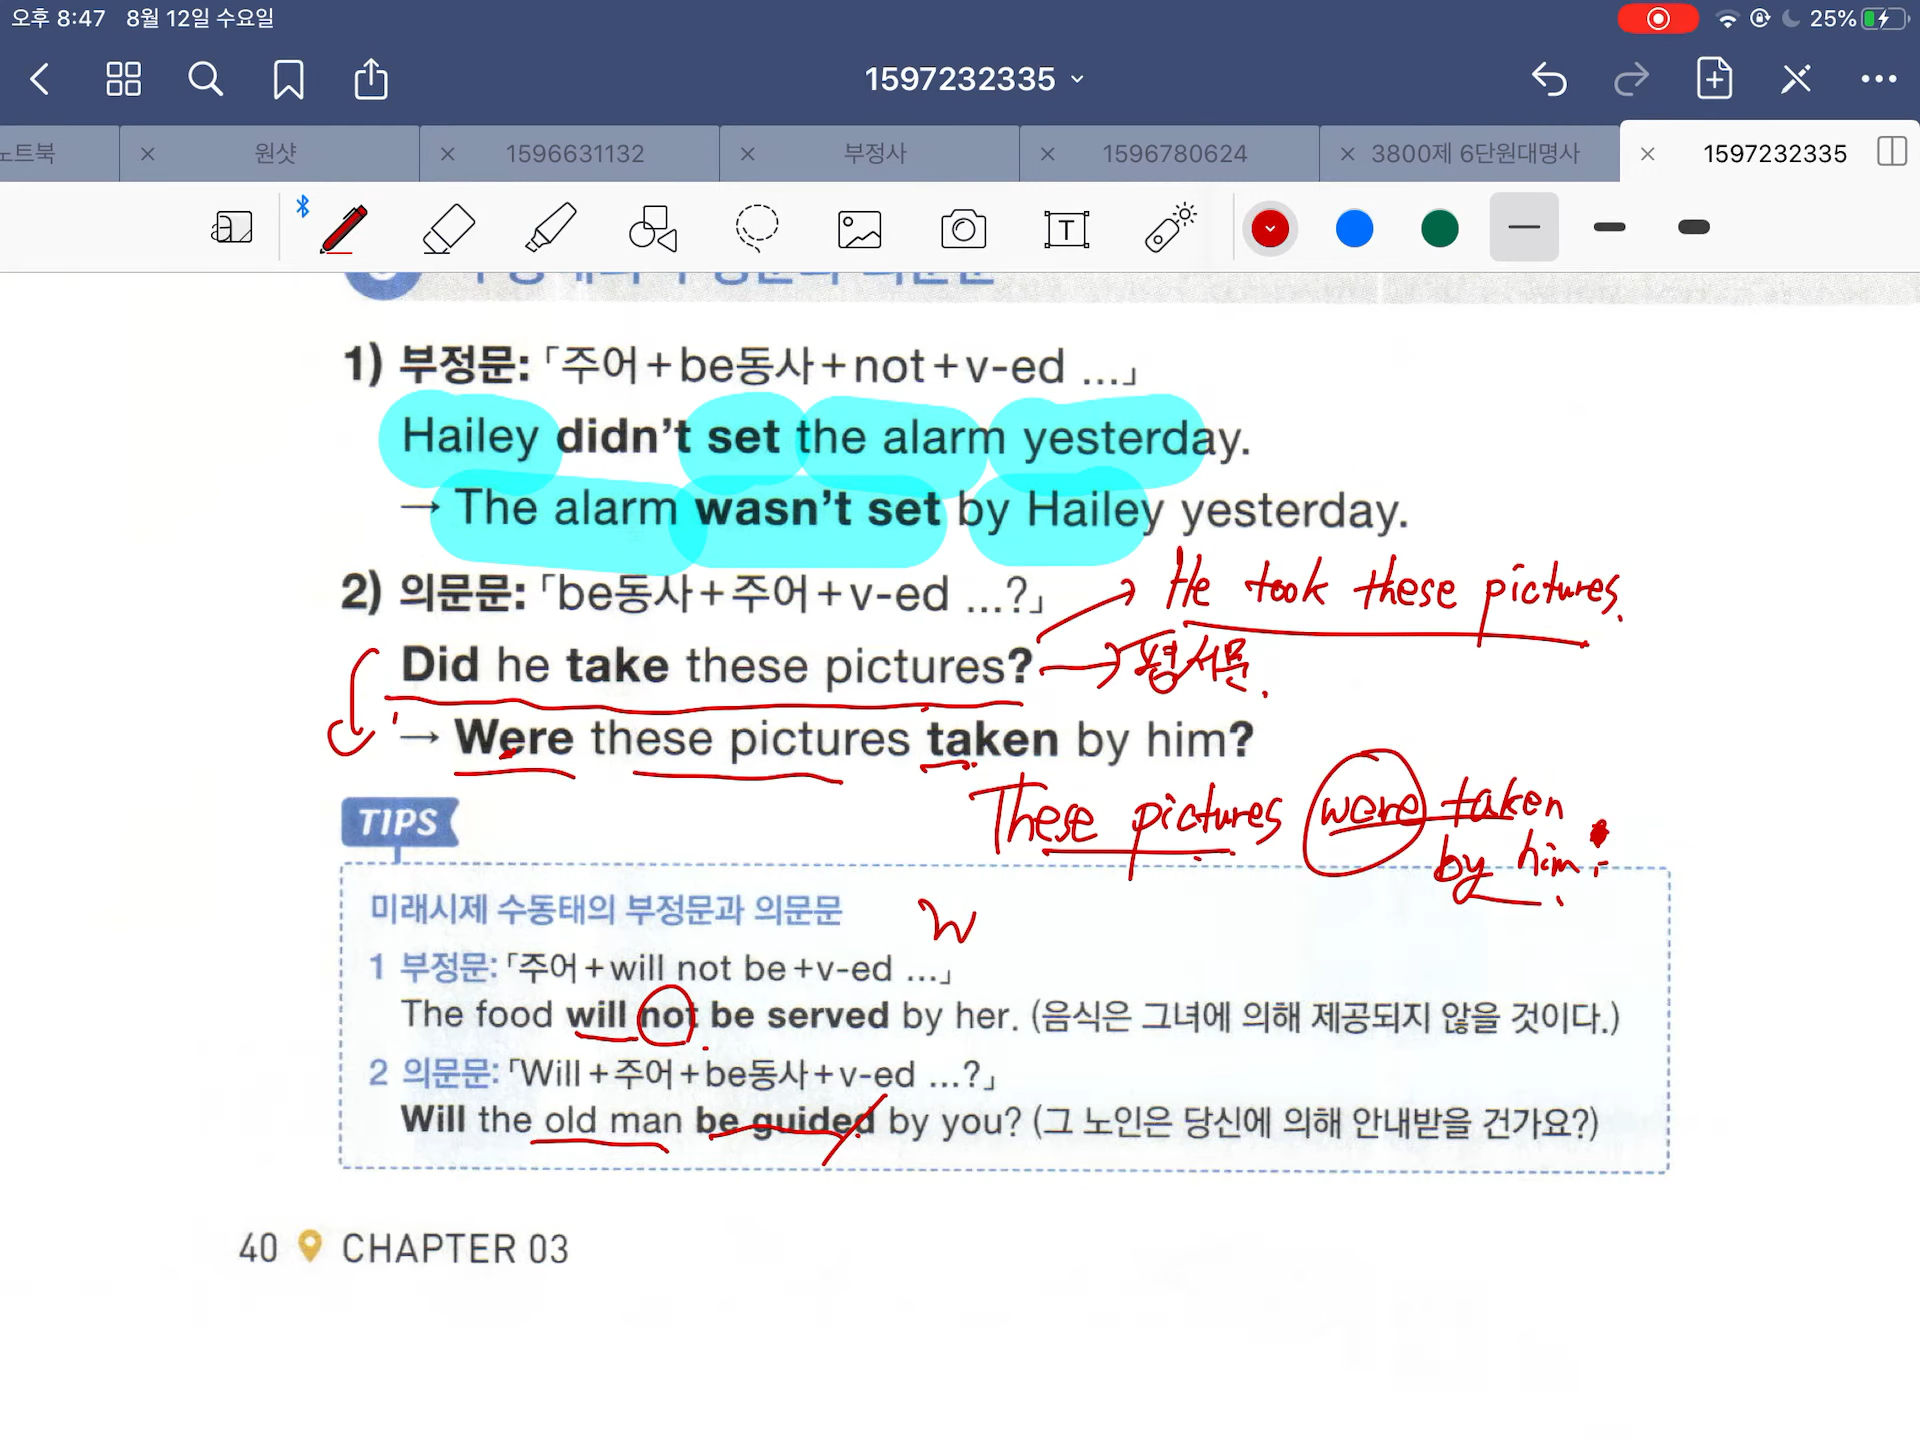 오후 8:47 8월 12일 수요일 25%
1597232335
노트북 원샷 1596631132 부정사 1596780624 3800제 6단원대명사 1597232335
1) 부정문: 「주어+be동사+not+v-ed ...」
Hailey didn't set the alarm yesterday.
→ The alarm wasn't set by Hailey yesterday.
2) 의문문: 「be동사+주어+v-ed ...?」
He took these pictures.
Did he take these pictures?
평서문.
→ Were these pictures taken by him?
These pictures were taken
by him.
TIPS
미래시제 수동태의 부정문과 의문문
W
1 부정문: 「주어+will not be+v-ed ...」
The food will not be served by her. (음식은 그녀에 의해 제공되지 않을 것이다.)
2 의문문: 「Will+주어+be동사+v-ed ...?」
Will the old man be guided by you? (그 노인은 당신에 의해 안내받을 건가요?)
40 CHAPTER 03